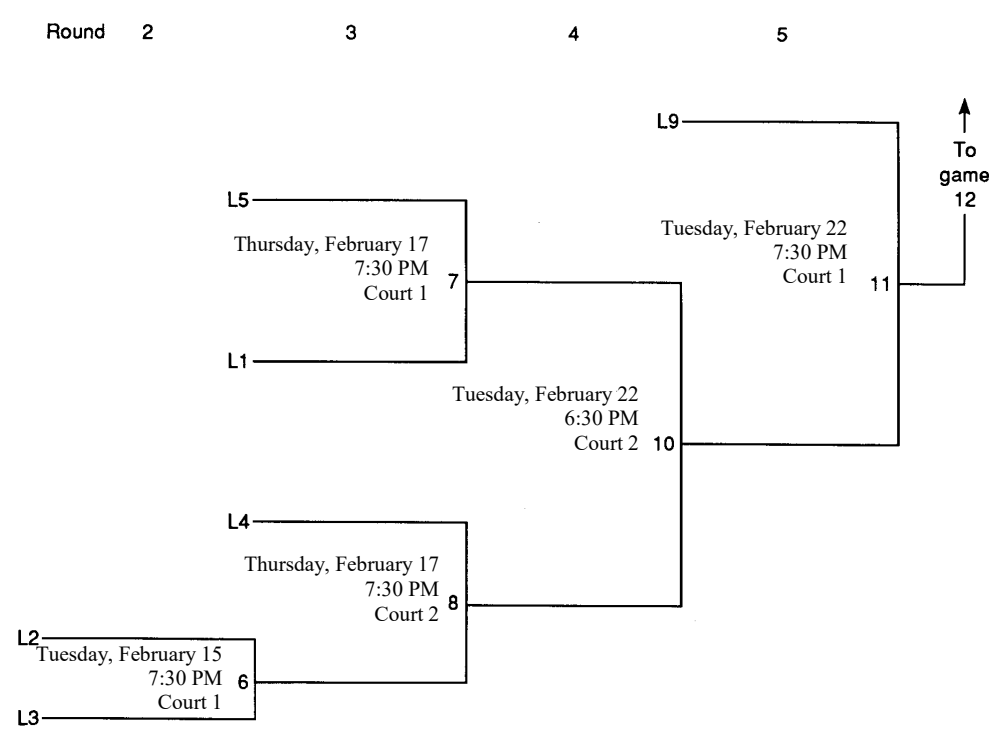 Round 2 3 4 5
L9
To
game
12
L5
Thursday, February 17
7:30 PM
Court 1
7
Tuesday, February 22
7:30 PM
Court 1
11
L1
Tuesday, February 22
6:30 PM
Court 2
10
L4
Thursday, February 17
7:30 PM
Court 2
8
L2
Tuesday, February 15
7:30 PM
Court 1
6
L3